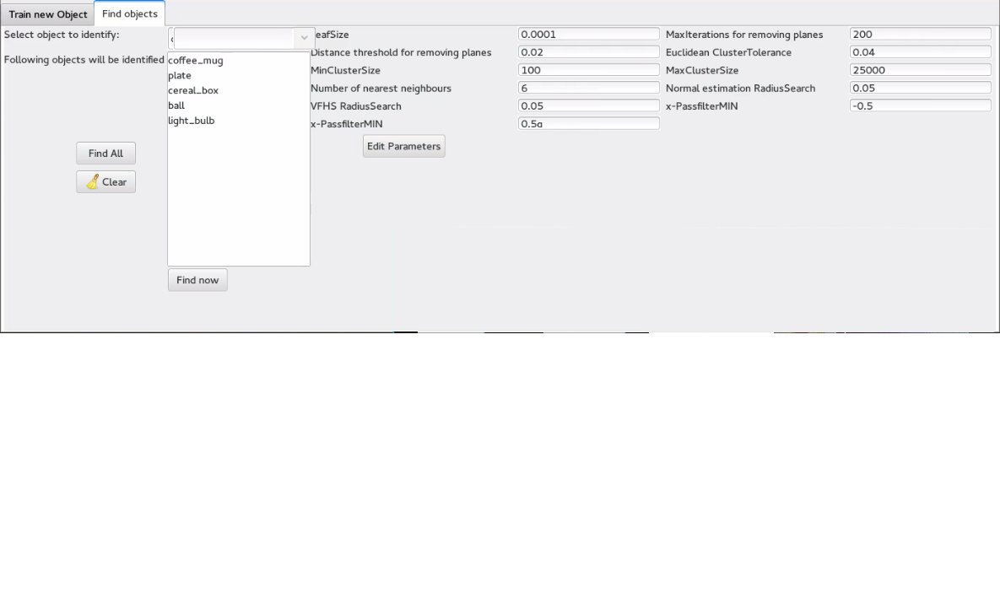 Train new Object Find objects
Select object to identify: eafSize 0.0001 MaxIterations for removing planes 200
Distance threshold for removing planes 0.02 Euclidean ClusterTolerance 0.04
Following objects will be identified coffee_mug
plate MinClusterSize 100 MaxClusterSize 25000
cereal_box Number of nearest neighbours 6 Normal estimation RadiusSearch 0.05
ball VFHS RadiusSearch 0.05 x-PassfilterMIN -0.5
light_bulb x-PassfilterMIN 0.5a
Edit Parameters
Find All
Clear
Find now